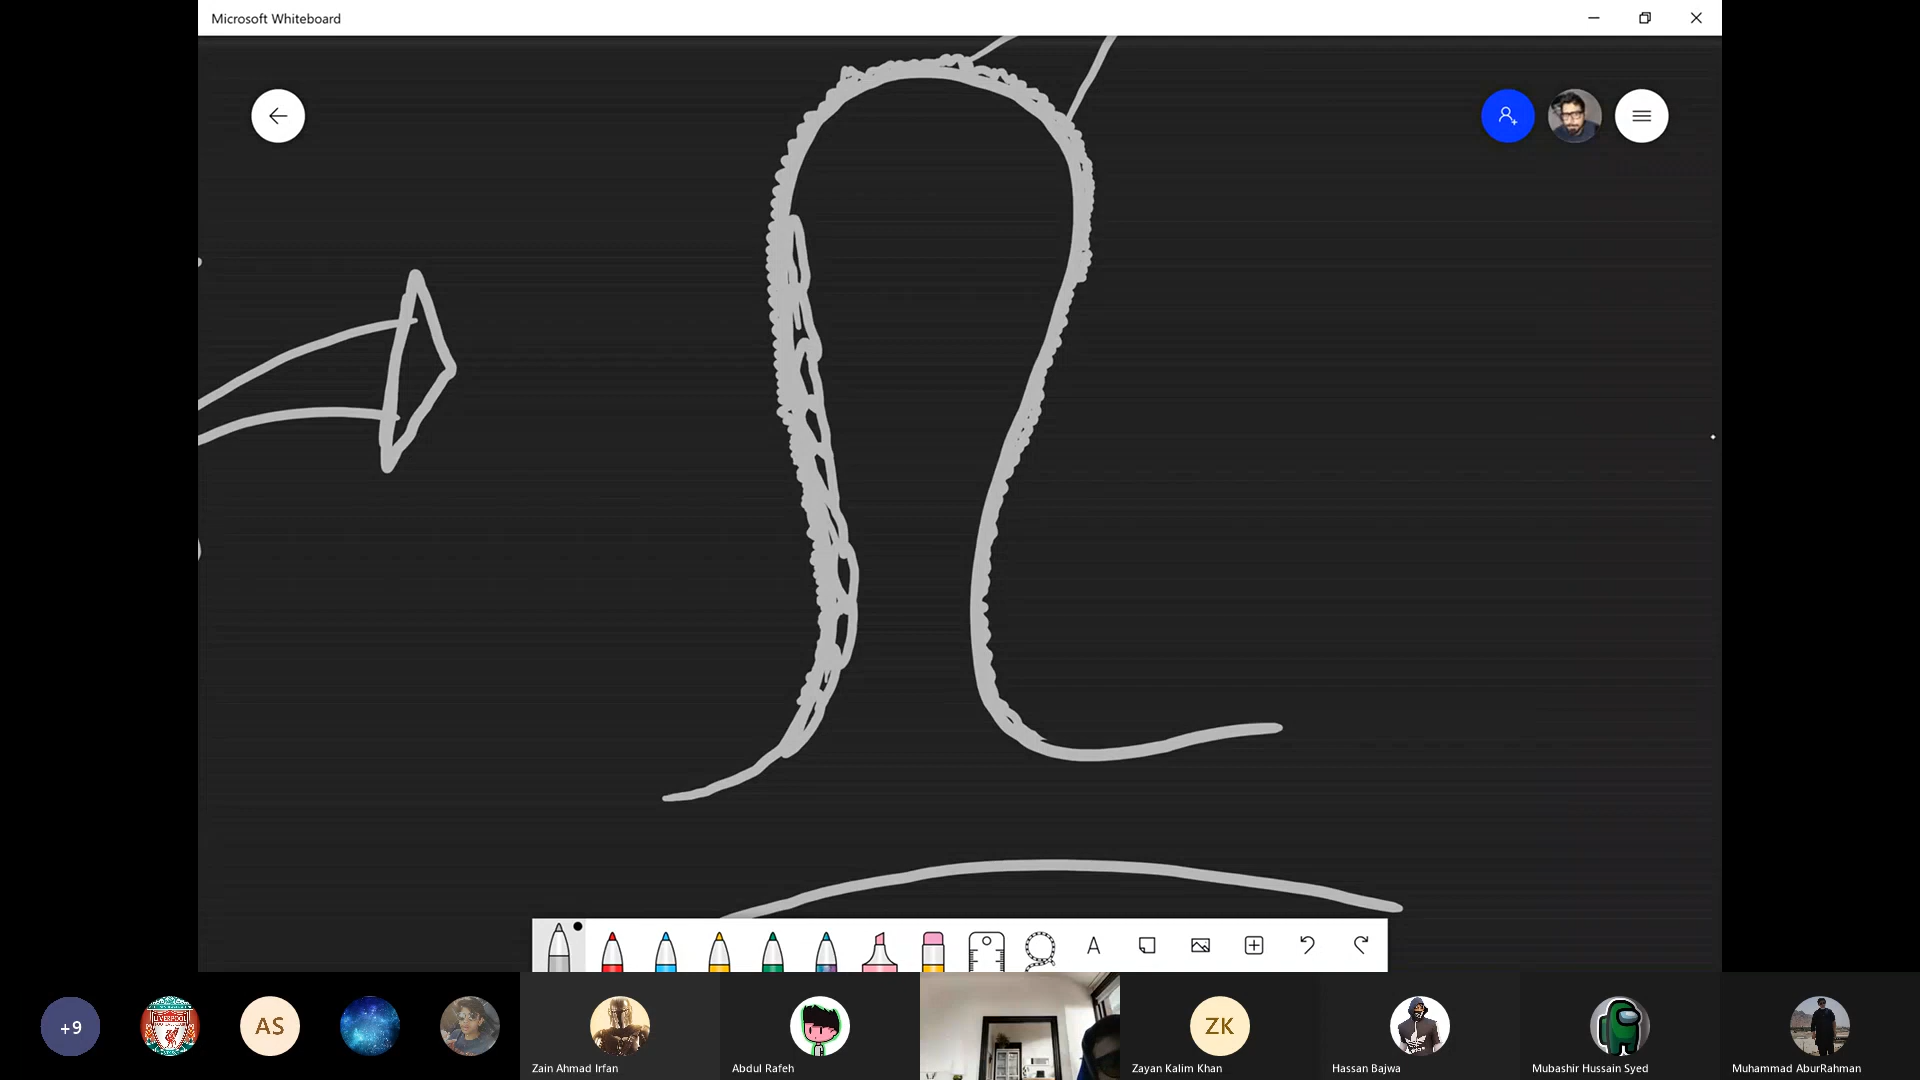 Microsoft Whiteboard
A
+9
LIVERPOOL
AS
ZK
Zain Ahmad Irfan
Abdul Rafeh
Zayan Kalim Khan
Hassan Bajwa
Mubashir Hussain Syed
Muhammad AburRahman